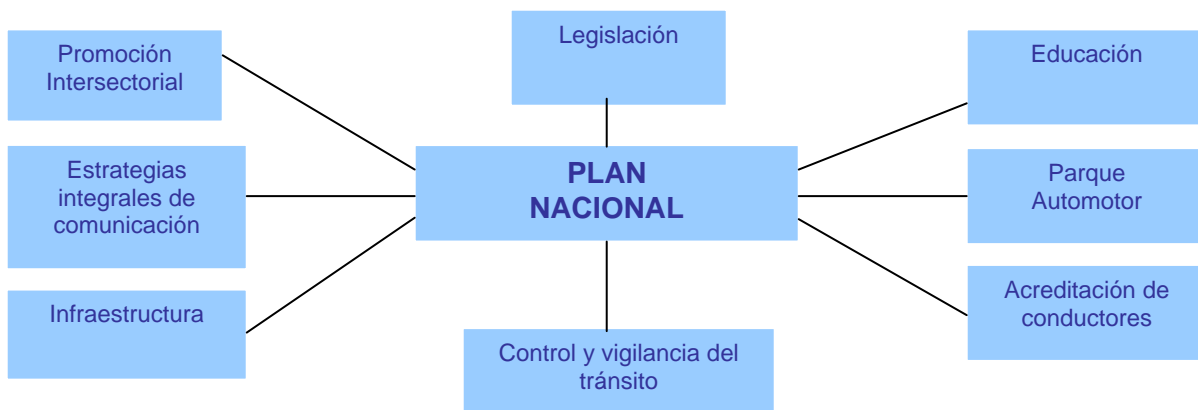 Legislación
Promoción
Intersectorial
Educación
Estrategias
integrales de
comunicación
PLAN
NACIONAL
Parque
Automotor
Infraestructura
Control y vigilancia del
tránsito
Acreditación de
conductores